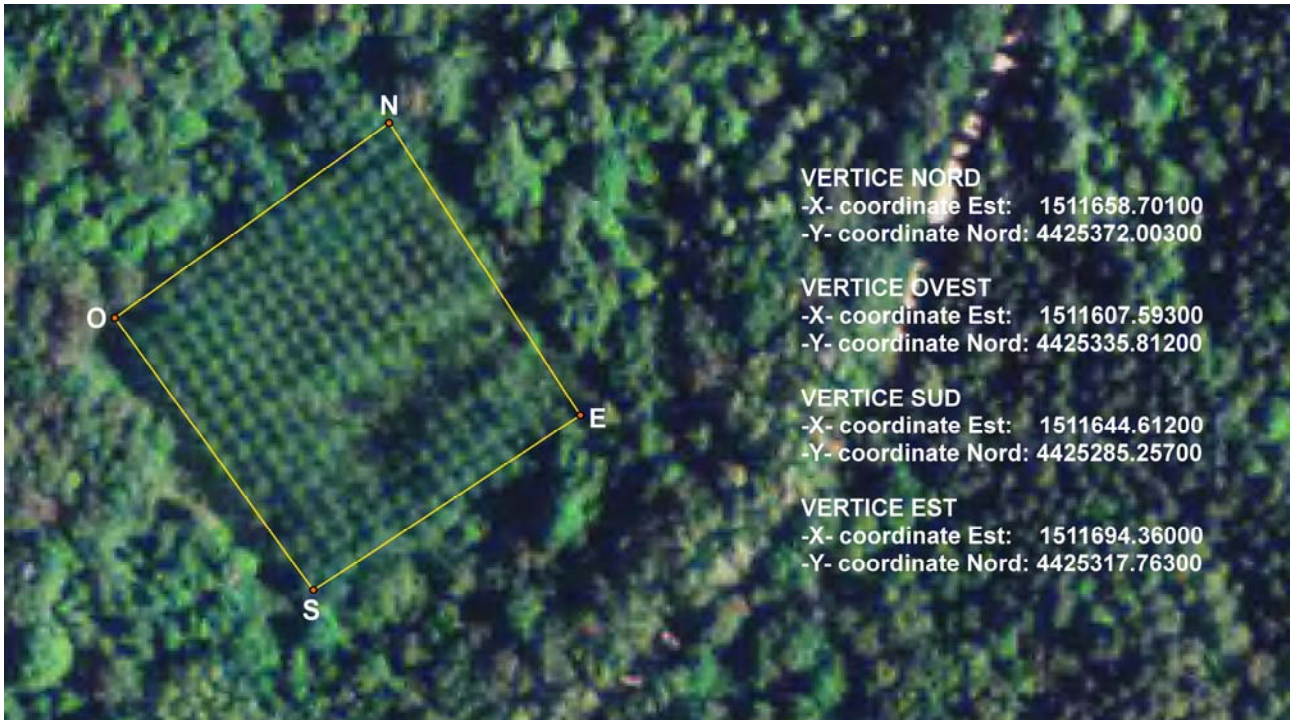 N
O
E
S
VERTICE NORD
-X- coordinate Est: 1511658.70100
-Y- coordinate Nord: 4425372.00300
VERTICE OVEST
-X- coordinate Est: 1511607.59300
-Y- coordinate Nord: 4425335.81200
VERTICE SUD
-X- coordinate Est: 1511644.61200
-Y- coordinate Nord: 4425285.25700
VERTICE EST
-X- coordinate Est: 1511694.36000
-Y- coordinate Nord: 4425317.76300